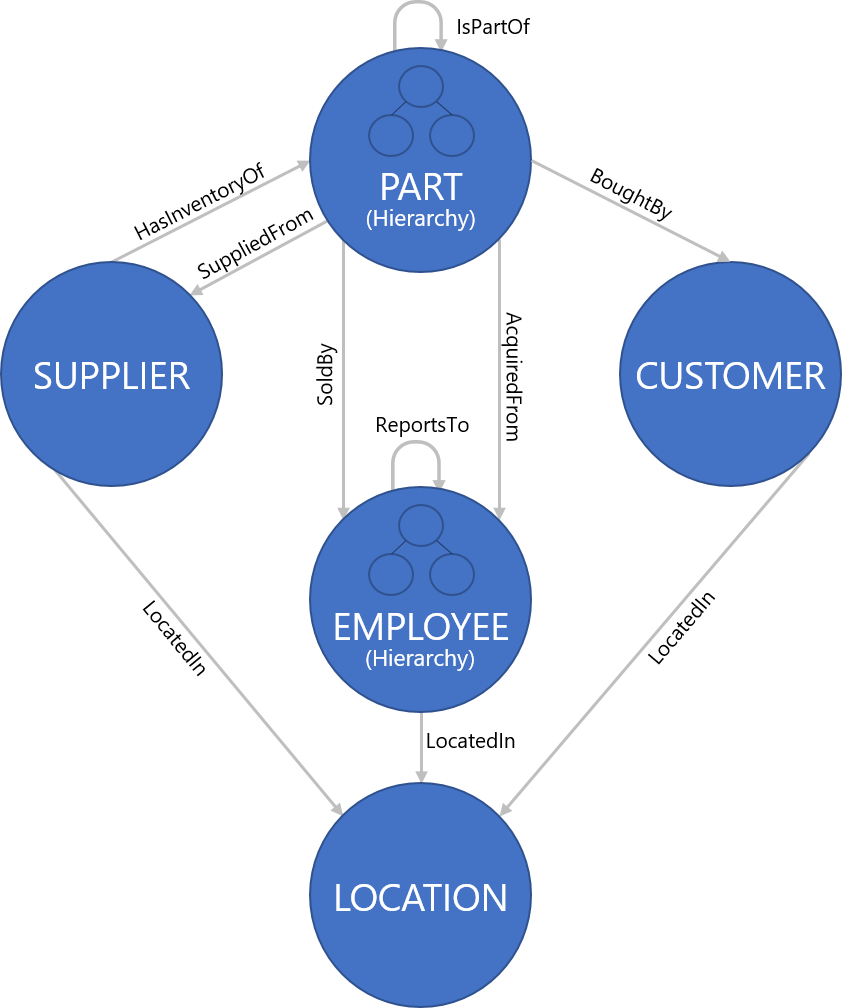 IsPartOf
PART
(Hierarchy)
HasInventoryOf
SuppliedFrom
BoughtBy
SUPPLIER
SoldBy
AcquiredFrom
CUSTOMER
ReportsTo
EMPLOYEE
(Hierarchy)
LocatedIn
LocatedIn
LocatedIn
LOCATION